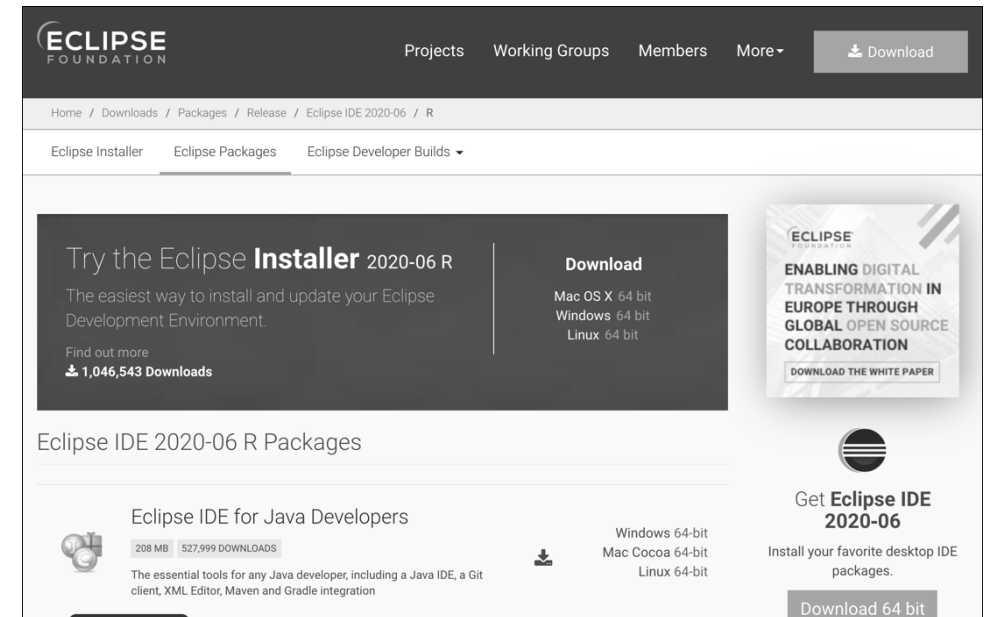 ECLIPSE
FOUNDATION
Projects
Working Groups
Members
More
Download
Home / Downloads / Packages / Release / Eclipse IDE 2020-06 / R
Eclipse Installer
Eclipse Packages
Eclipse Developer Builds
Try the Eclipse Installer 2020-06 R
The easiest way to install and update your Eclipse
Development Environment.
Find out more
1,046,543 Downloads
Download
Mac OS X 64 bit
Windows 64 bit
Linux 64 bit
ECLIPSE
FOUNDATION
ENABLING DIGITAL
TRANSFORMATION IN
EUROPE THROUGH
GLOBAL OPEN SOURCE
COLLABORATION
DOWNLOAD THE WHITE PAPER
Eclipse IDE 2020-06 R Packages
Eclipse IDE for Java Developers
208 MB
527,999 DOWNLOADS
The essential tools for any Java developer, including a Java IDE, a Git
client, XML Editor, Maven and Gradle integration
Windows 64-bit
Mac Cocoa 64-bit
Linux 64-bit
Get Eclipse IDE
2020-06
Install your favorite desktop IDE
packages.
Download 64 bit